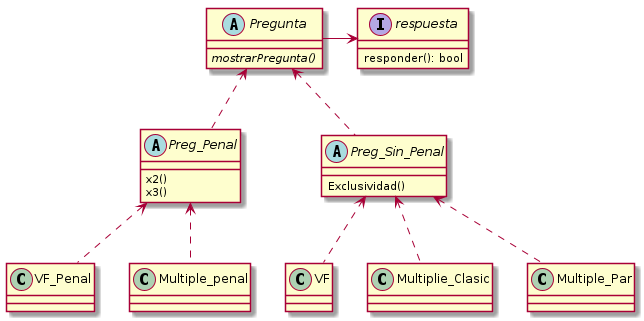 A Pregunta
mostrarPregunta()
I respuesta
responder(): bool
A Preg_Penal
x2()
x3()
A Preg_Sin_Penal
Exclusividad()
C VF_Penal
C Multiple_penal
C VF
C Multiplie_Clasic
C Multiple_Par